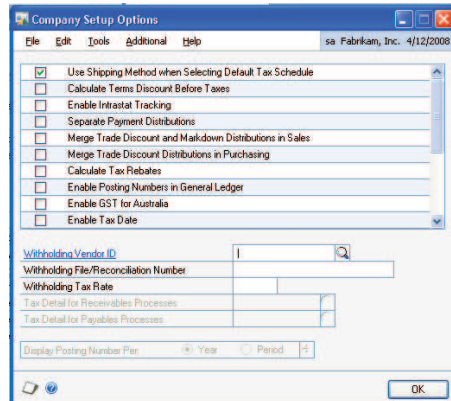 Company Setup Options
File Edit Tools Additional Help sa Fabrikam, Inc. 4/12/2008
Use Shipping Method when Selecting Default Tax Schedule
Calculate Terms Discount Before Taxes
Enable Intrastat Tracking
Separate Payment Distributions
Merge Trade Discount and Markdown Distributions in Sales
Merge Trade Discount Distributions in Purchasing
Calculate Tax Rebates
Enable Posting Numbers in General Ledger
Enable GST for Australia
Enable Tax Date
Withholding Vendor ID
Withholding File/Reconciliation Number
Withholding Tax Rate
Tax Detail for Receivables Processes
Tax Detail for Payables Processes
Display Posting Number Per: Year Period
OK